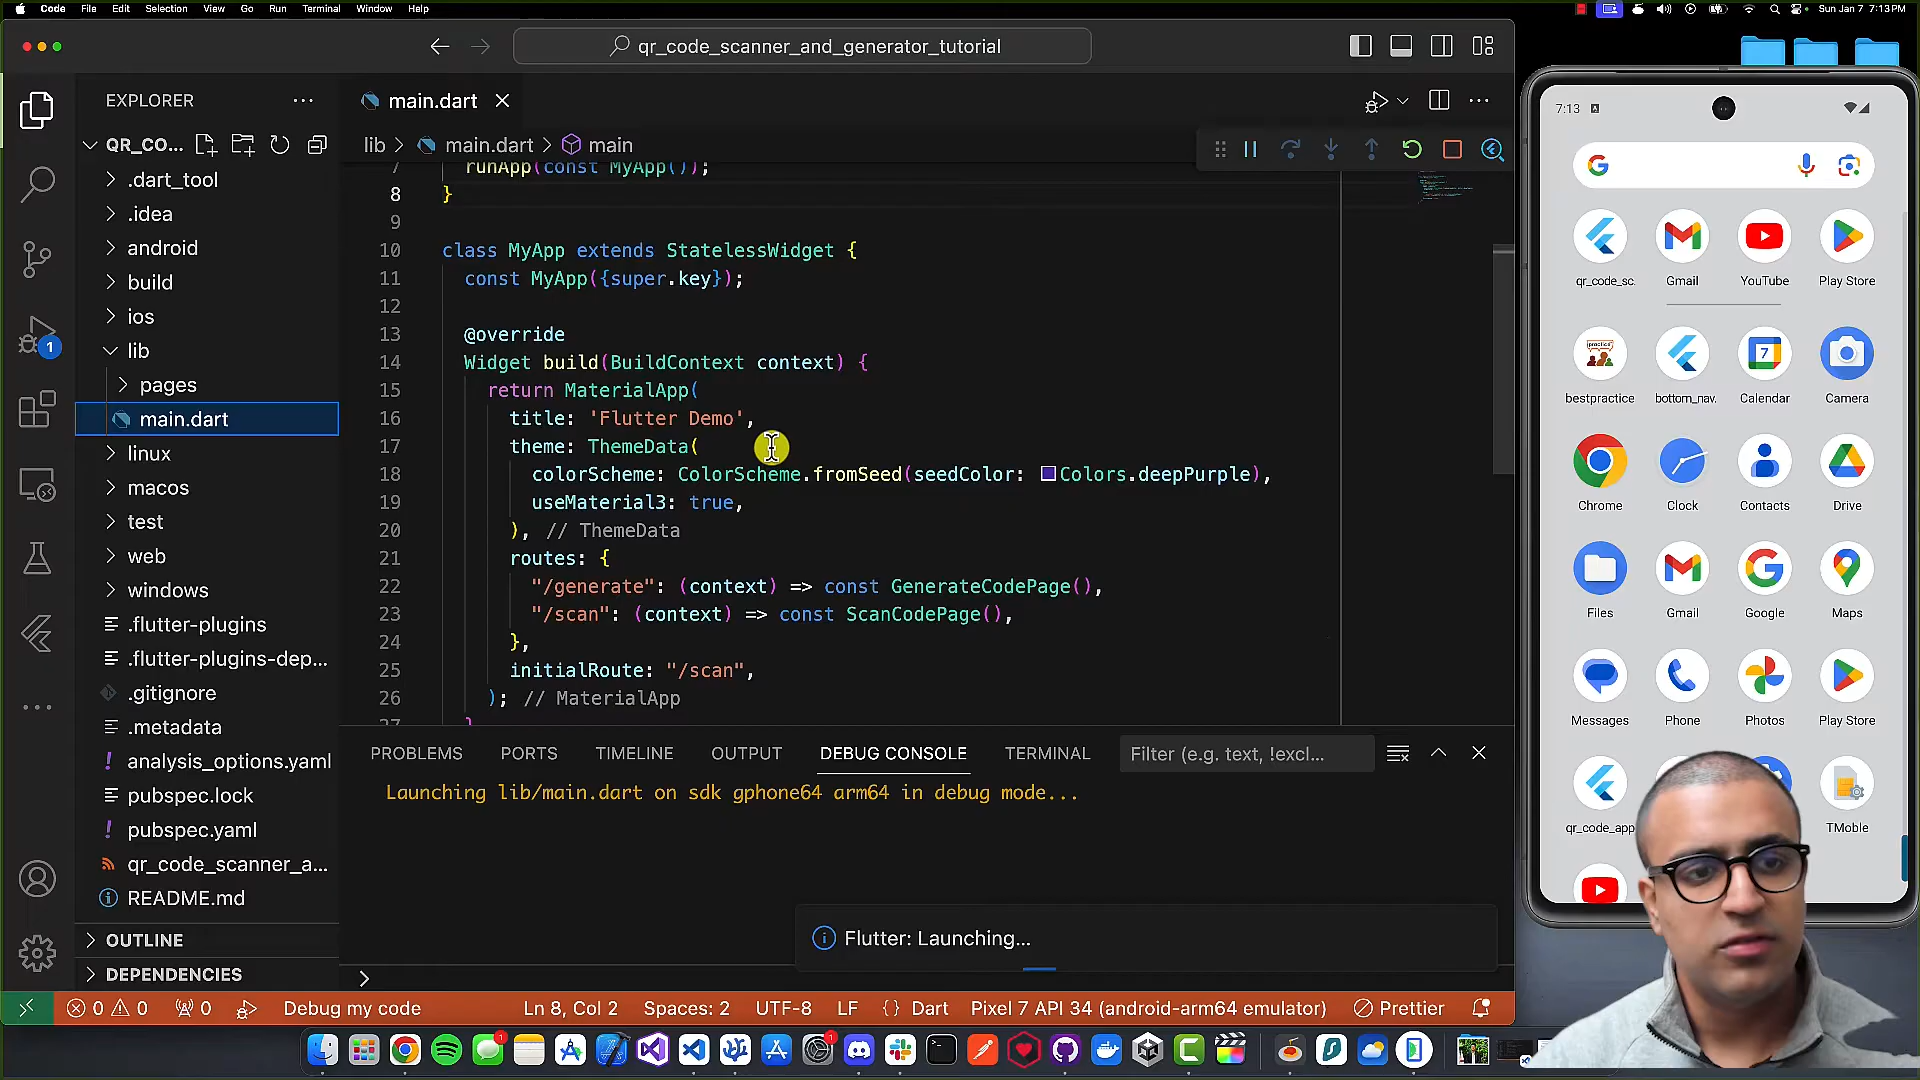 Code File Edit Selection View Go Run Terminal Window Help
Sun Jan 7 7:13 PM
qr_code_scanner_and_generator_tutorial
EXPLORER
QR_CO...
.dart_tool
.idea
android
build
ios
lib
pages
main.dart
linux
macos
test
web
windows
.flutter-plugins
.flutter-plugins-dep...
.gitignore
.metadata
analysis_options.yaml
pubspec.lock
pubspec.yaml
qr_code_scanner_a...
README.md
OUTLINE
DEPENDENCIES
1
main.dart
lib > main.dart > main
7 runApp(const MyApp());
8 }
9
10 class MyApp extends StatelessWidget {
11 const MyApp({super.key});
12
13 @override
14 Widget build(BuildContext context) {
15 return MaterialApp(
16 title: 'Flutter Demo',
17 theme: ThemeData(
18 colorScheme: ColorScheme.fromSeed(seedColor: Colors.deepPurple),
19 useMaterial3: true,
20 ), // ThemeData
21 routes: {
22 "/generate": (context) => const GenerateCodePage(),
23 "/scan": (context) => const ScanCodePage(),
24 },
25 initialRoute: "/scan",
26 ); // MaterialApp
27 }
PROBLEMS PORTS TIMELINE OUTPUT DEBUG CONSOLE TERMINAL Filter (e.g. text, !excl...
Launching lib/main.dart on sdk gphone64 arm64 in debug mode...
Flutter: Launching...
0 0 0 Debug my code Ln 8, Col 2 Spaces: 2 UTF-8 LF {} Dart Pixel 7 API 34 (android-arm64 emulator) Prettier
7:13
qr_code_sc. Gmail YouTube Play Store
practice
7
bestpractice bottom_nav. Calendar Camera
Chrome Clock Contacts Drive
Files Gmail Google Maps
Messages Phone Photos Play Store
qr_code_app TMoble
1
1